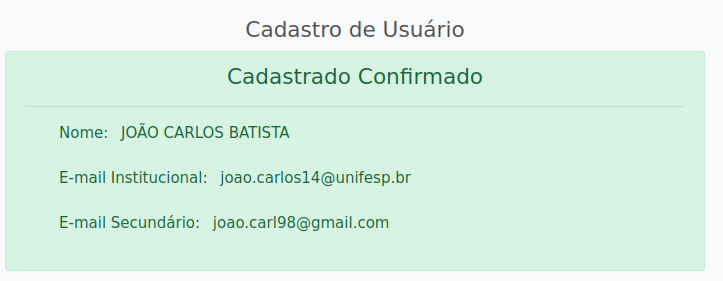 Cadastro de Usuário
Cadastrado Confirmado
Nome: JOÃO CARLOS BATISTA
E-mail Institucional: joao.carlos14@unifesp.br
E-mail Secundário: joao.carl98@gmail.com